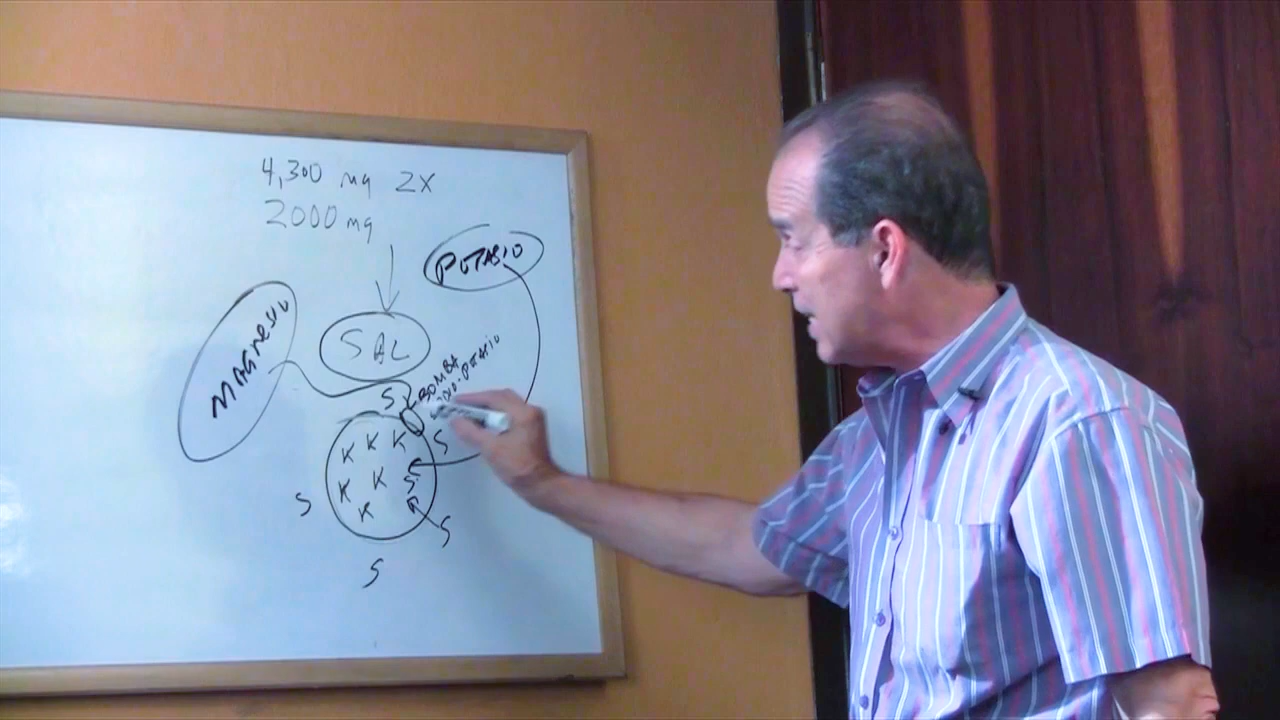 4,300 mg 2X
2000 mg
POTASIO
MAGNESIO
SAL
BOMBA
SODIO-POTASIO
S
K K K S
K K S
S K
S
S